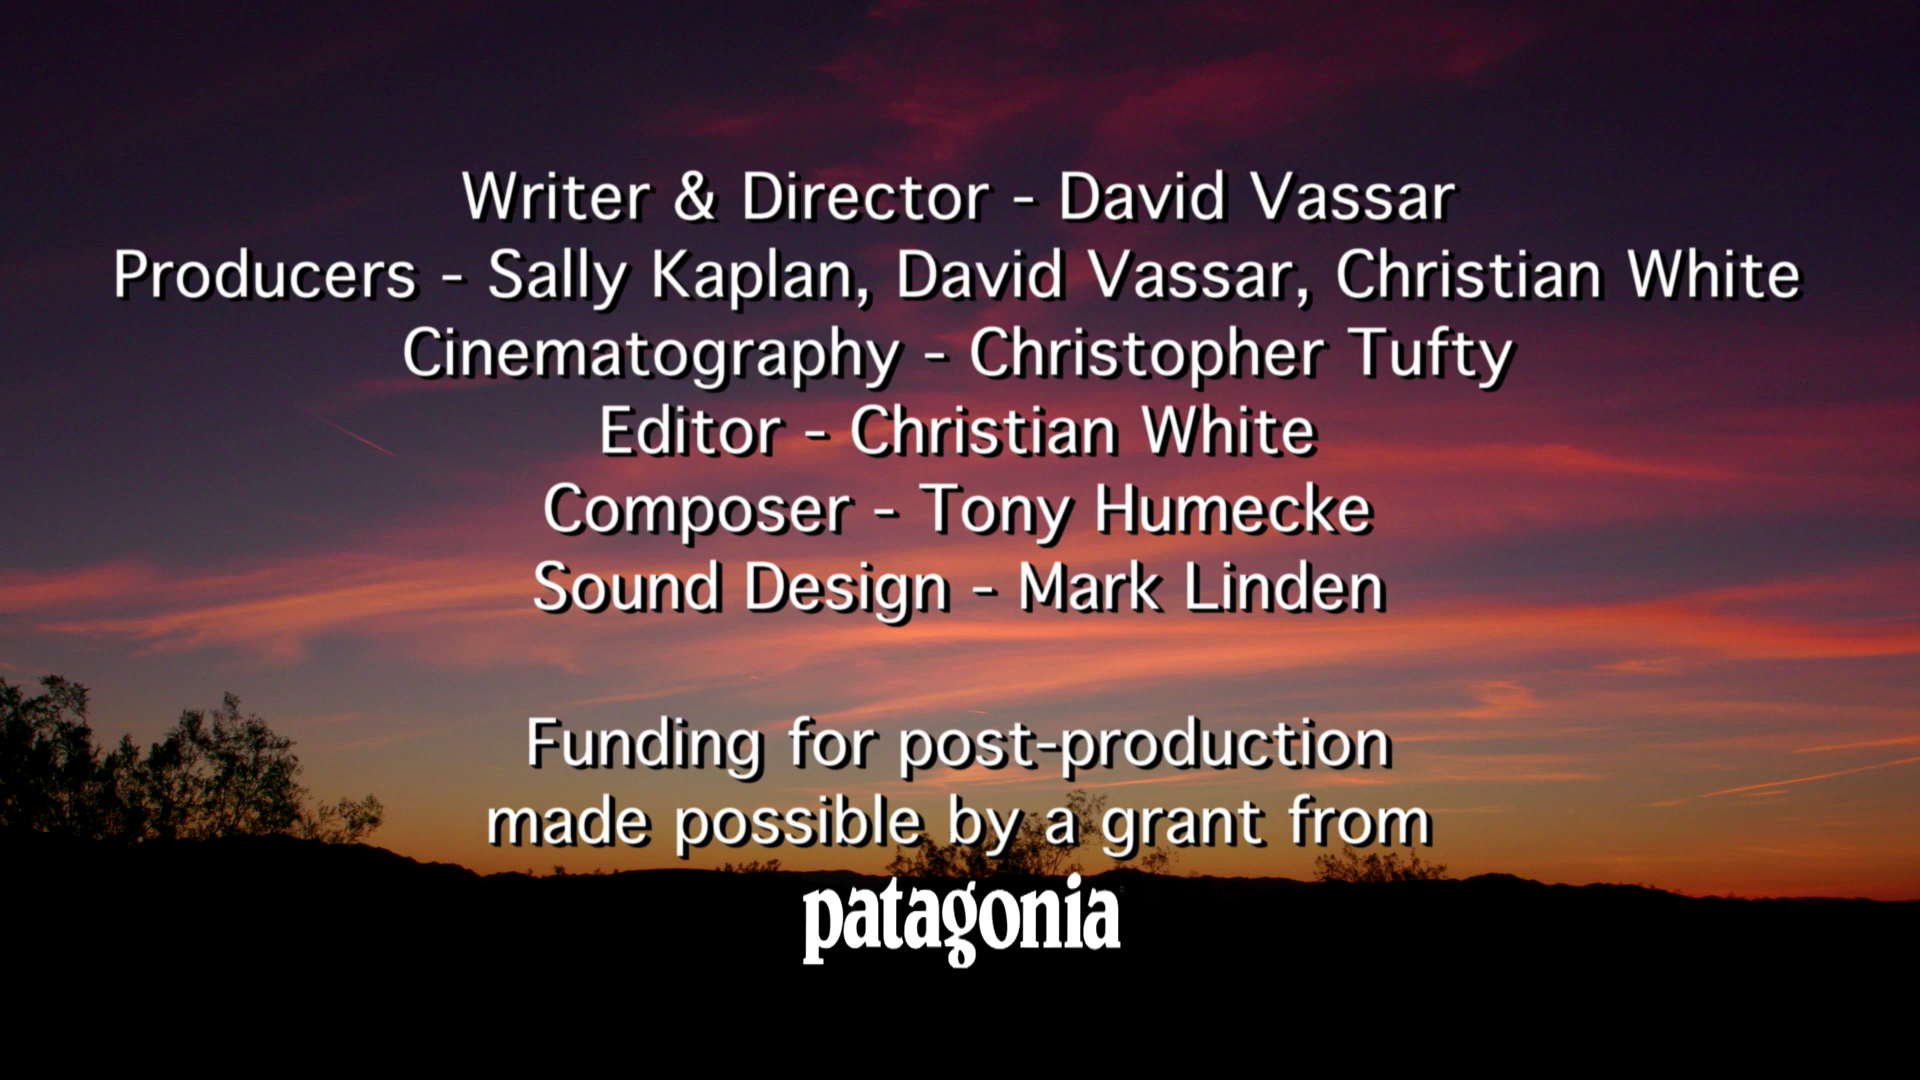 Writer & Director - David Vassar
Producers - Sally Kaplan, David Vassar, Christian White
Cinematography - Christopher Tufty
Editor - Christian White
Composer - Tony Humecke
Sound Design - Mark Linden
Funding for post-production
made possible by a grant from
patagonia